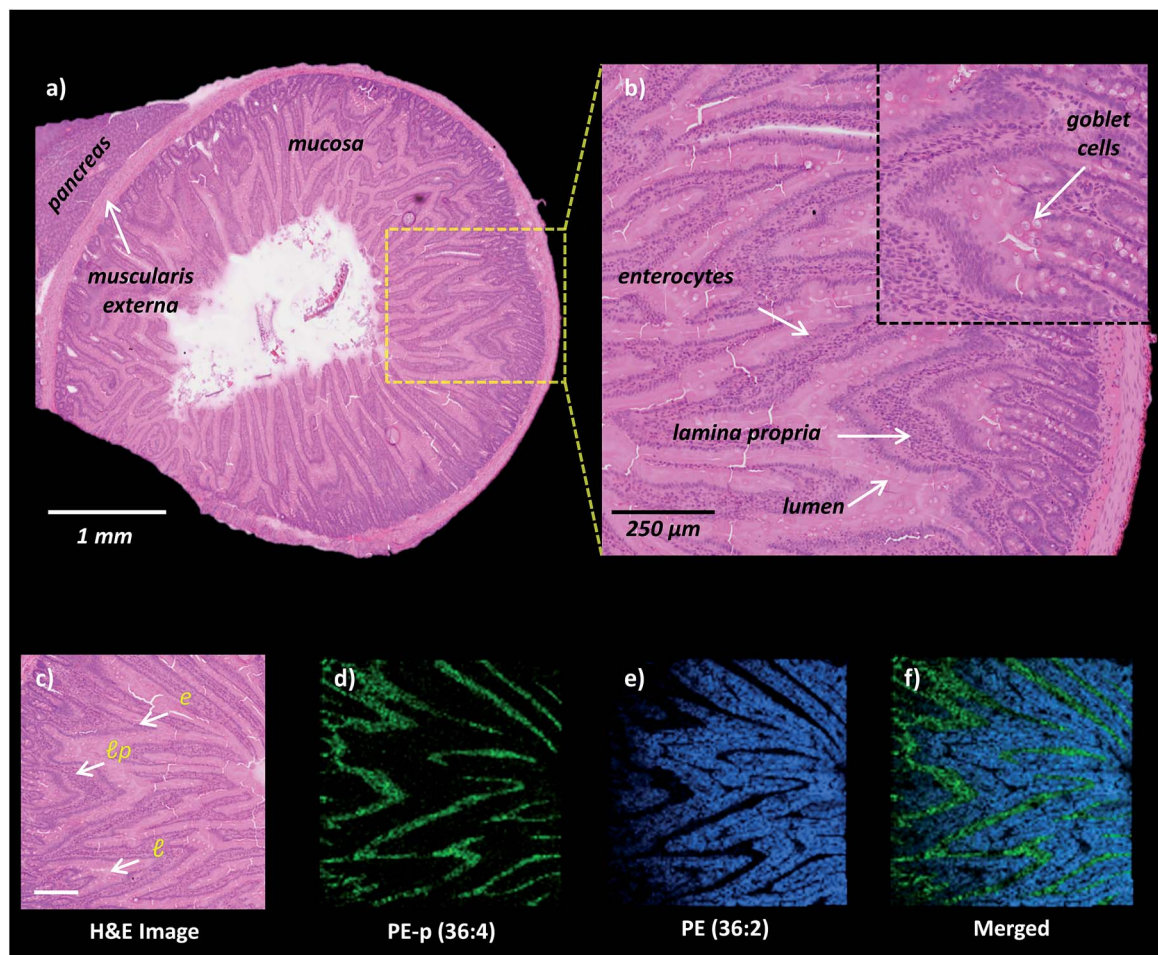 a)
mucosa
pancreas
muscularis
externa
1 mm
b)
goblet
cells
enterocytes
lamina propria
lumen
250 µm
c)
e
ℓp
ℓ
H&E Image
d)
PE-p (36:4)
e)
PE (36:2)
f)
Merged